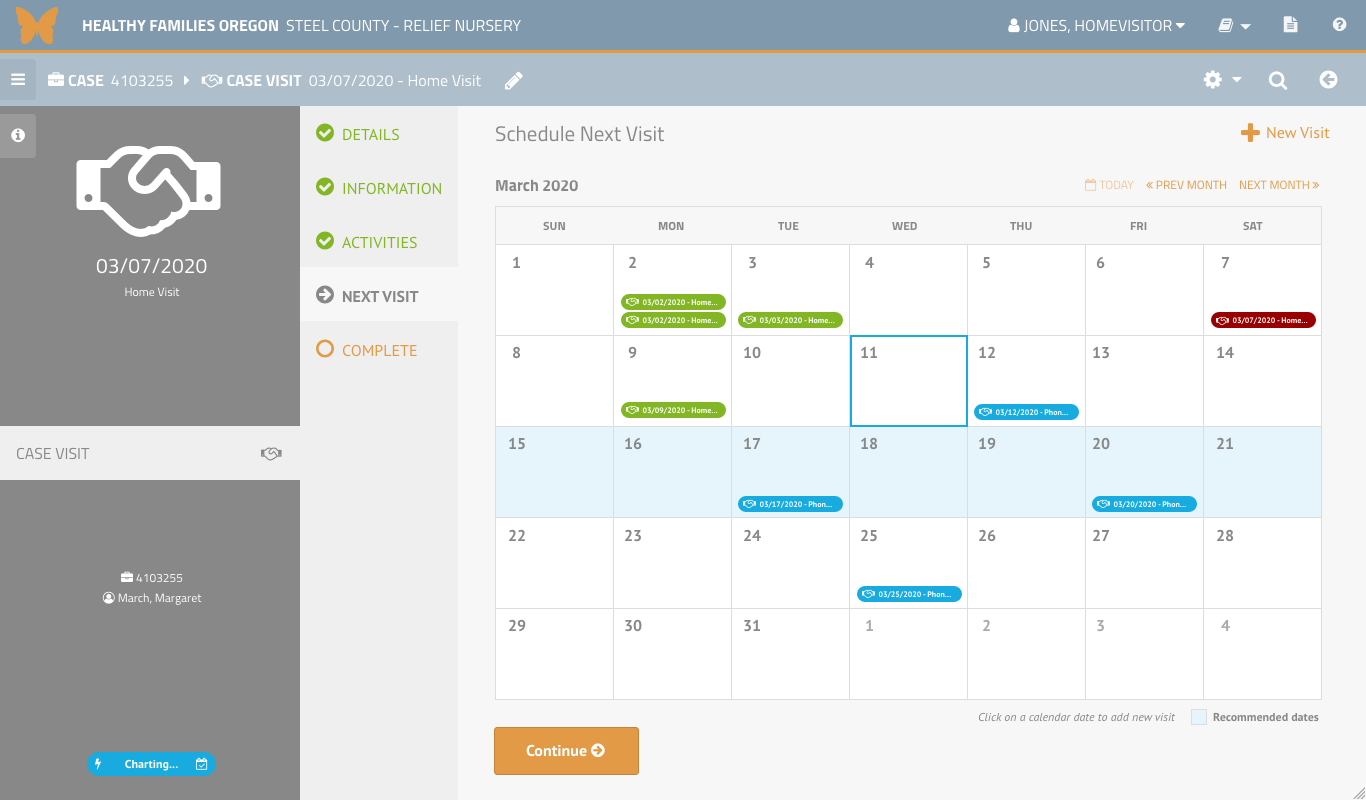 HEALTHY FAMILIES OREGON STEEL COUNTY - RELIEF NURSERY
JONES, HOMEVISITOR
CASE 4103255 CASE VISIT 03/07/2020 - Home Visit
03/07/2020
Home Visit
CASE VISIT
4103255
March, Margaret
Charting...
DETAILS
INFORMATION
ACTIVITIES
NEXT VISIT
COMPLETE
Schedule Next Visit
New Visit
March 2020
TODAY « PREV MONTH NEXT MONTH »
SUN MON TUE WED THU FRI SAT
1 2 3 4 5 6 7
03/02/2020 - Home...
03/02/2020 - Home... 03/03/2020 - Home... 03/07/2020 - Home...
8 9 10 11 12 13 14
03/09/2020 - Home... 03/12/2020 - Phon...
15 16 17 18 19 20 21
03/17/2020 - Phon... 03/20/2020 - Phon...
22 23 24 25 26 27 28
03/25/2020 - Phon...
29 30 31 1 2 3 4
Click on a calendar date to add new visit Recommended dates
Continue